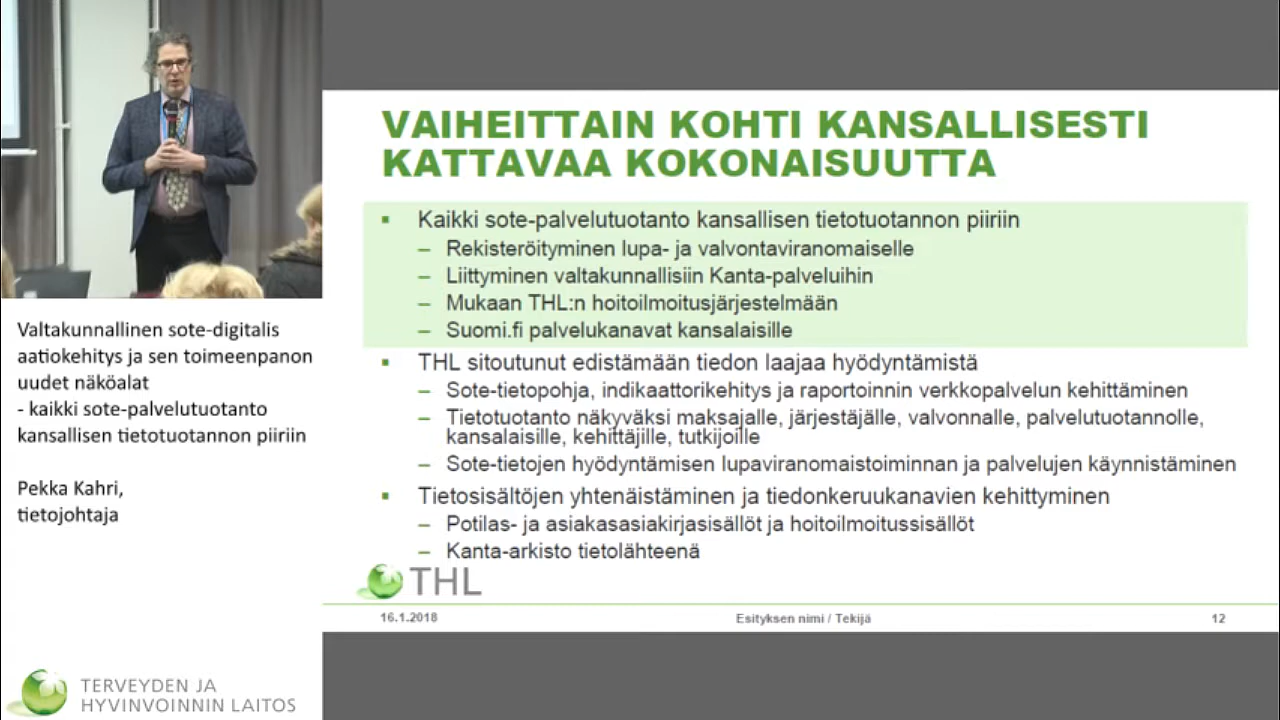 VAIHEITTAIN KOHTI KANSALLISESTI
KATTAVAA KOKONAISUUTTA
▪ Kaikki sote-palvelutuotanto kansallisen tietotuotannon piiriin
– Rekisteröityminen lupa- ja valvontaviranomaiselle
– Liittyminen valtakunnallisiin Kanta-palveluihin
– Mukaan THL:n hoitoilmoitusjärjestelmään
– Suomi.fi palvelukanavat kansalaisille
▪ THL sitoutunut edistämään tiedon laajaa hyödyntämistä
– Sote-tietopohja, indikaattorikehitys ja raportoinnin verkkopalvelun kehittäminen
– Tietotuotanto näkyväksi maksajalle, järjestäjälle, valvonnalle, palvelutuotannolle,
kansalaisille, kehittäjille, tutkijoille
– Sote-tietojen hyödyntämisen lupaviranomaistoiminnan ja palvelujen käynnistäminen
▪ Tietosisältöjen yhtenäistäminen ja tiedonkeruukanavien kehittyminen
– Potilas- ja asiakasasiakirjasisällöt ja hoitoilmoitussisällöt
– Kanta-arkisto tietolähteenä
THL
16.1.2018
Esityksen nimi / Tekijä
12
Valtakunnallinen sote-digitalis
aatiokehitys ja sen toimeenpanon
uudet näköalat
- kaikki sote-palvelutuotanto
kansallisen tietotuotannon piiriin
Pekka Kahri,
tietojohtaja
TERVEYDEN JA
HYVINVOINNIN LAITOS